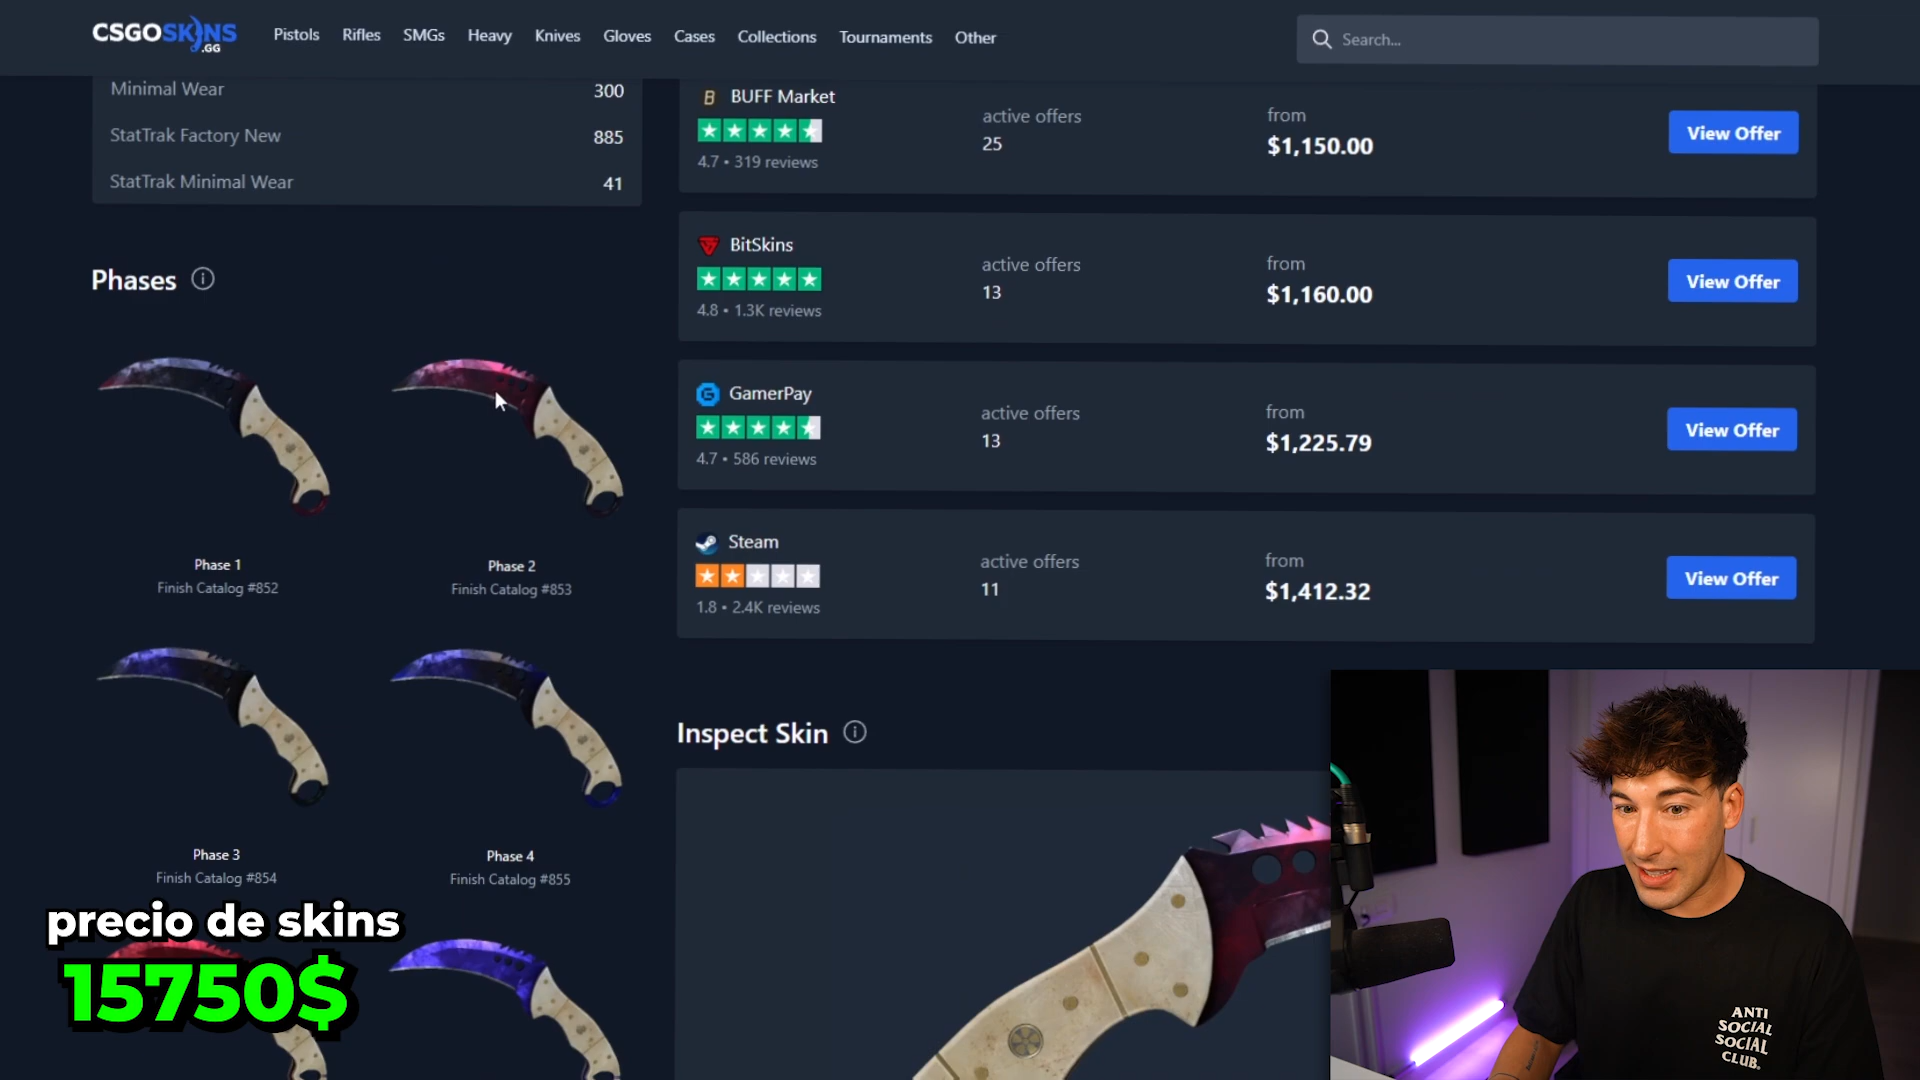 CSGOSKINS
.GG
Pistols
Rifles
SMGs
Heavy
Knives
Gloves
Cases
Collections
Tournaments
Other
Search...
Minimal Wear
300
StatTrak Factory New
885
StatTrak Minimal Wear
41
Phases
Phase 1
Finish Catalog #852
Phase 2
Finish Catalog #853
Phase 3
Finish Catalog #854
Phase 4
Finish Catalog #855
BUFF Market
4.7 • 319 reviews
active offers
25
from
$1,150.00
View Offer
BitSkins
4.8 • 1.3K reviews
active offers
13
from
$1,160.00
View Offer
GamerPay
4.7 • 586 reviews
active offers
13
from
$1,225.79
View Offer
Steam
1.8 • 2.4K reviews
active offers
11
from
$1,412.32
View Offer
Inspect Skin
precio de skins
15750$
ANTI
SOCIAL
SOCIAL
CLUB.